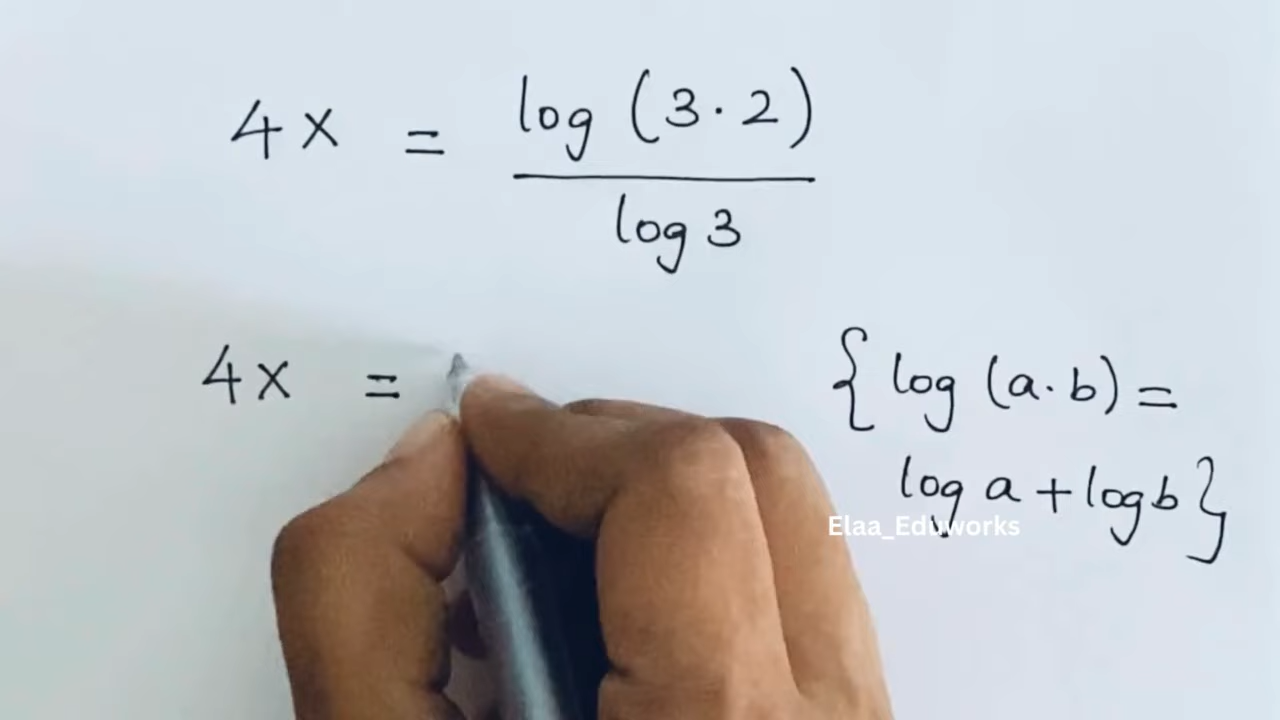 4x = log (3·2)
log 3
4x =
{ log (a·b) =
log a + log b }
Elaa_Eduworks